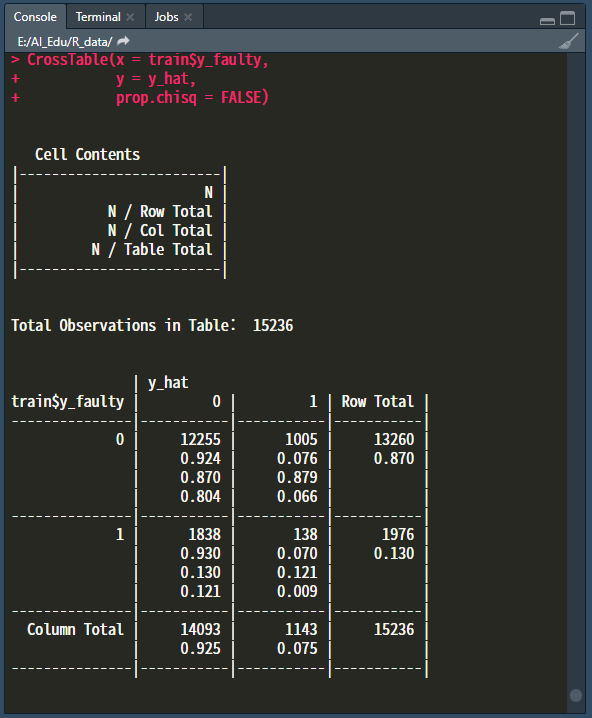 Console Terminal Jobs
E:/AI_Edu/R_data/
> CrossTable(x = train$y_faulty,
+            y = y_hat,
+            prop.chisq = FALSE)
   Cell Contents
|-------------------------|
|                       N |
|           N / Row Total |
|           N / Col Total |
|         N / Table Total |
|-------------------------|
Total Observations in Table:  15236
               | y_hat
train$y_faulty |         0 |         1 | Row Total |
---------------|-----------|-----------|-----------|
             0 |     12255 |      1005 |     13260 |
               |     0.924 |     0.076 |     0.870 |
               |     0.870 |     0.879 |           |
               |     0.804 |     0.066 |           |
---------------|-----------|-----------|-----------|
             1 |      1838 |       138 |      1976 |
               |     0.930 |     0.070 |     0.130 |
               |     0.130 |     0.121 |           |
               |     0.121 |     0.009 |           |
---------------|-----------|-----------|-----------|
  Column Total |     14093 |      1143 |     15236 |
               |     0.925 |     0.075 |           |
---------------|-----------|-----------|-----------|